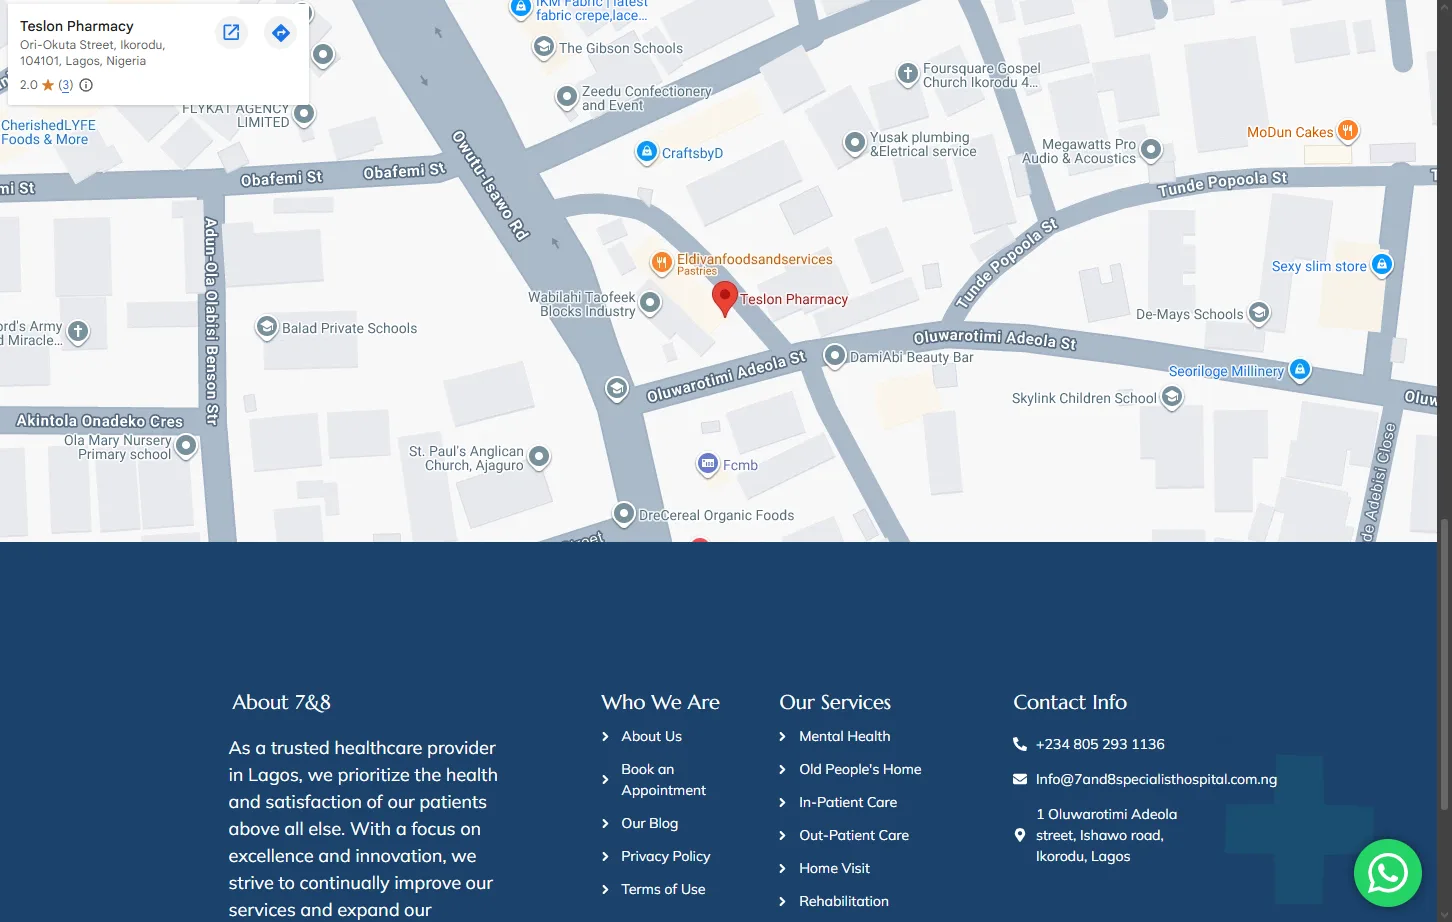 Teslon Pharmacy
Ori-Okuta Street, Ikorodu,
104101, Lagos, Nigeria
2.0 ★ (3)
IKM Fabric | latest
fabric crepe,lace...
The Gibson Schools
Zeedu Confectionery
and Event
Foursquare Gospel
Church Ikorodu 4...
FLYKAT AGENCY
LIMITED
CherishedLYFE
Foods & More
CraftsbyD
Yusak plumbing
&Eletrical service
Megawatts Pro
Audio & Acoustics
MoDun Cakes
Obafemi St
Obafemi St
Owutu-Isawo Rd
Tunde Popoola St
Tunde Popoola St
Adun-Ola Olabisi Benson Str
Eldivanfoodsandservices
Pastries
Sexy slim store
Wabilahi Taofeek
Blocks Industry
Teslon Pharmacy
De-Mays Schools
Balad Private Schools
Oluwarotimi Adeola St
Oluwarotimi Adeola St
DamiAbi Beauty Bar
Seoriloge Millinery
Skylink Children School
Akintola Onadeko Cres
Ola Mary Nursery
Primary school
St. Paul's Anglican
Church, Ajaguro
Fcmb
DreCereal Organic Foods
About 7&8
As a trusted healthcare provider
in Lagos, we prioritize the health
and satisfaction of our patients
above all else. With a focus on
excellence and innovation, we
strive to continually improve our
services and expand our
Who We Are
About Us
Book an
Appointment
Our Blog
Privacy Policy
Terms of Use
Our Services
Mental Health
Old People's Home
In-Patient Care
Out-Patient Care
Home Visit
Rehabilitation
Contact Info
+234 805 293 1136
Info@7and8specialisthospital.com.ng
1 Oluwarotimi Adeola
street, Ishawo road,
Ikorodu, Lagos